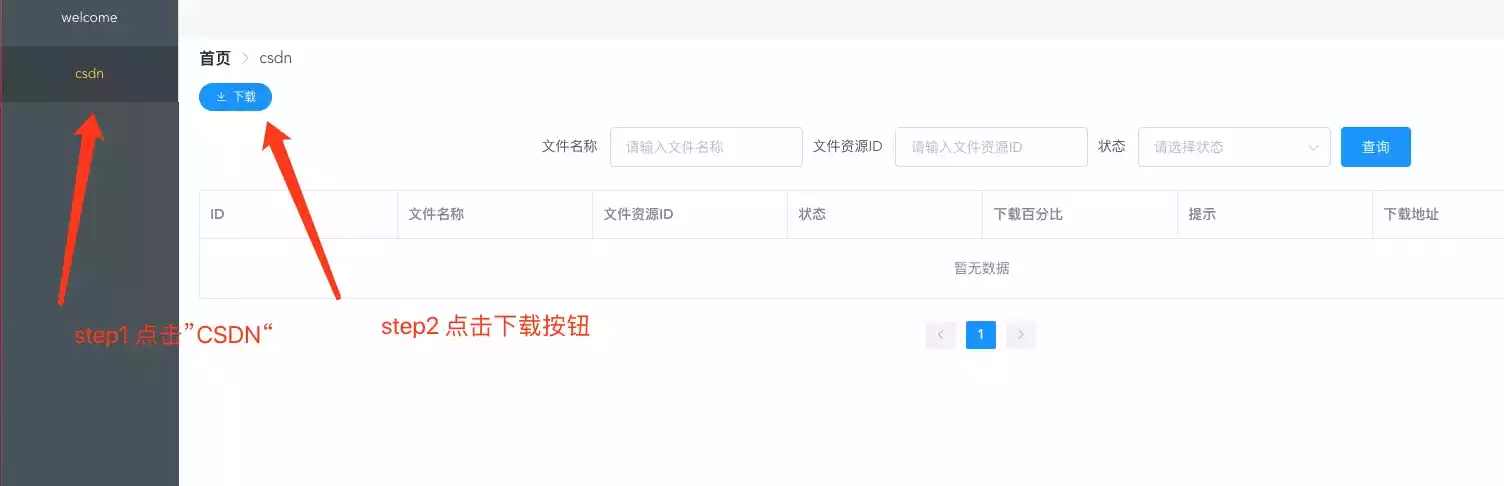 welcome
csdn
首页 > csdn
下载
文件名称 请输入文件名称 文件资源ID 请输入文件资源ID 状态 请选择状态 查询
ID 文件名称 文件资源ID 状态 下载百分比 提示 下载地址
暂无数据
step1 点击”CSDN“
step2 点击下载按钮
< 1 >